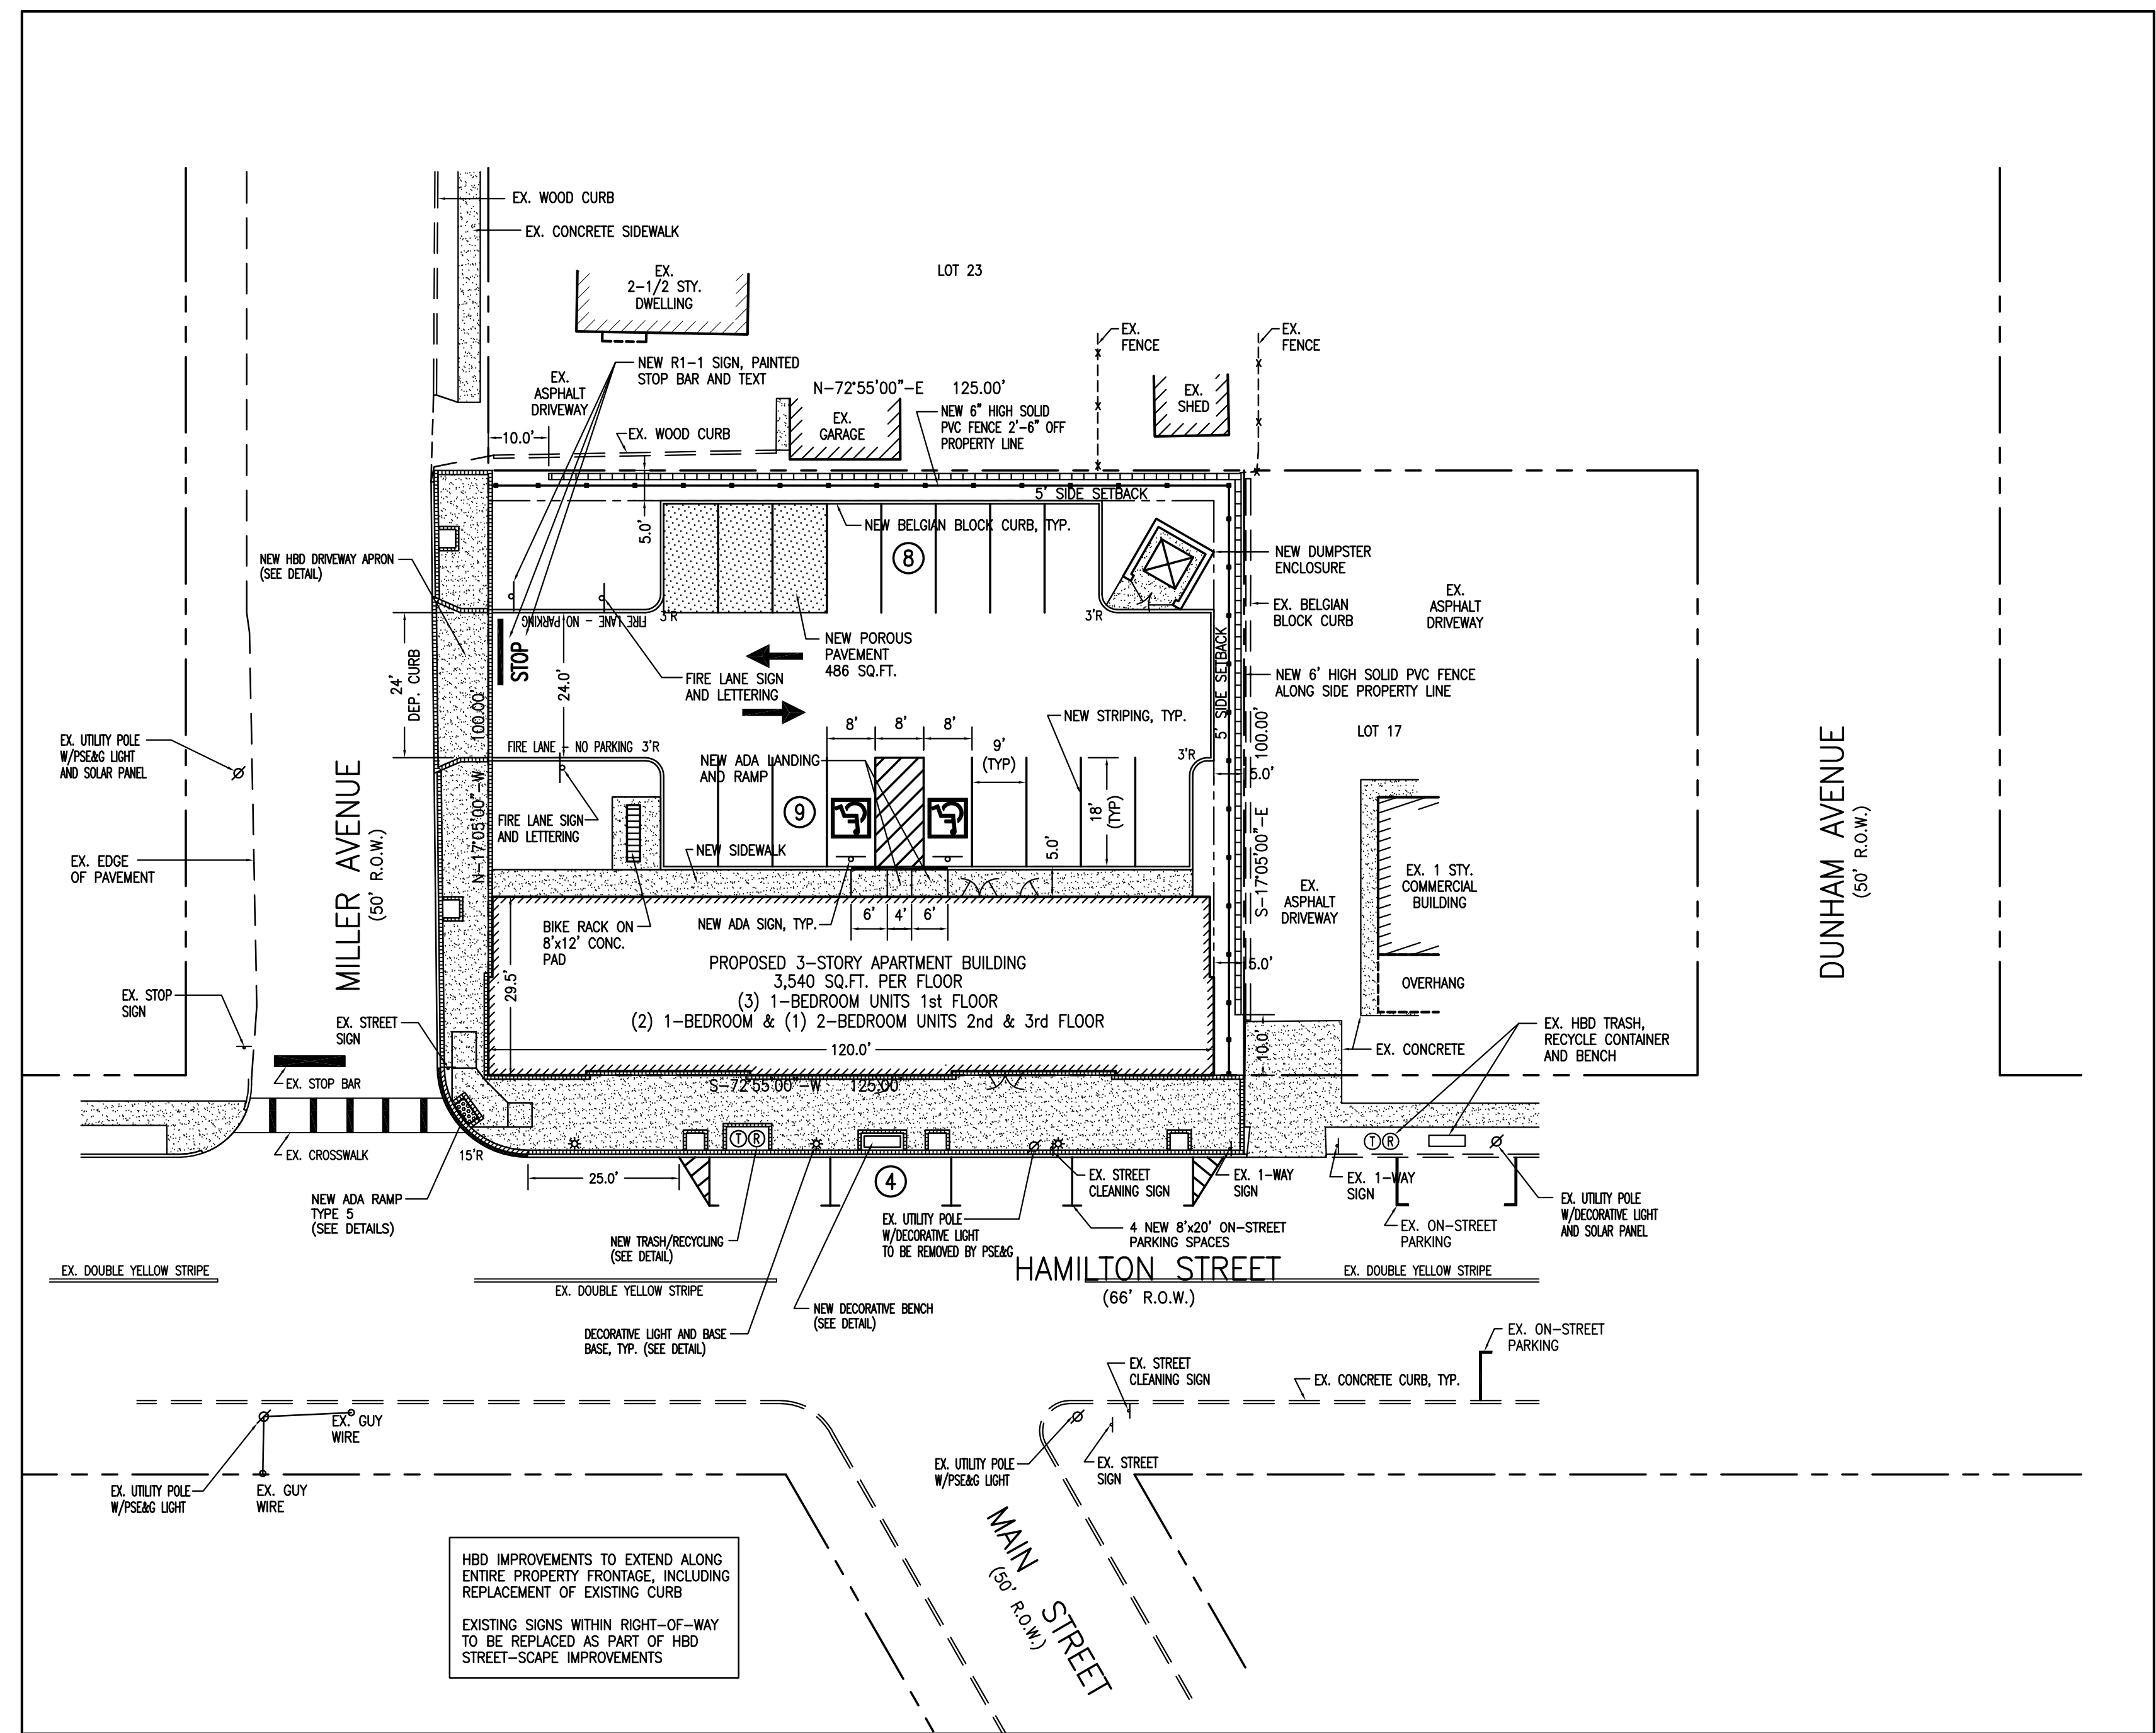 EX. WOOD CURB
EX. CONCRETE SIDEWALK
LOT 23
EX.
2-1/2 STY.
DWELLING
EX.
FENCE
EX.
FENCE
NEW R1-1 SIGN, PAINTED
STOP BAR AND TEXT
EX.
ASPHALT
DRIVEWAY
N-72°55'00"-E 125.00'
EX.
GARAGE
NEW 6" HIGH SOLID
PVC FENCE 2'-6" OFF
PROPERTY LINE
EX.
SHED
10.0'
EX. WOOD CURB
5' SIDE SETBACK
5.0'
NEW BELGIAN BLOCK CURB, TYP.
8
NEW HBD DRIVEWAY APRON
(SEE DETAIL)
NEW DUMPSTER
ENCLOSURE
EX. BELGIAN
BLOCK CURB
EX.
ASPHALT
DRIVEWAY
FIRE LANE - NO PARKING
3'R
3'R
STOP
24'
DEP. CURB
24.0'
NEW POROUS
PAVEMENT
486 SQ.FT.
FIRE LANE SIGN
AND LETTERING
5' SIDE SETBACK
NEW 6' HIGH SOLID PVC FENCE
ALONG SIDE PROPERTY LINE
LOT 17
N-17°05'00"-W 100.00'
S-17°05'00"-E 100.00'
NEW STRIPING, TYP.
8'
8'
8'
9'
(TYP)
FIRE LANE - NO PARKING 3'R
NEW ADA LANDING
AND RAMP
3'R
5.0'
EX. UTILITY POLE
W/PSE&G LIGHT
AND SOLAR PANEL
MILLER AVENUE
(50' R.O.W.)
DUNHAM AVENUE
(50' R.O.W.)
9
18'
(TYP)
FIRE LANE SIGN
AND LETTERING
NEW SIDEWALK
5.0'
EX. EDGE
OF PAVEMENT
EX.
ASPHALT
DRIVEWAY
EX. 1 STY.
COMMERCIAL
BUILDING
BIKE RACK ON
8'x12' CONC.
PAD
NEW ADA SIGN, TYP.
6'
4'
6'
29.5'
PROPOSED 3-STORY APARTMENT BUILDING
3,540 SQ.FT. PER FLOOR
(3) 1-BEDROOM UNITS 1st FLOOR
(2) 1-BEDROOM & (1) 2-BEDROOM UNITS 2nd & 3rd FLOOR
120.0'
5.0'
OVERHANG
EX. STOP
SIGN
EX. STREET
SIGN
10.0'
EX. CONCRETE
EX. HBD TRASH,
RECYCLE CONTAINER
AND BENCH
EX. STOP BAR
S-72°55'00"-W 125.00'
T R
T R
EX. CROSSWALK
15'R
25.0'
4
EX. STREET
CLEANING SIGN
EX. 1-WAY
SIGN
EX. 1-WAY
SIGN
NEW ADA RAMP
TYPE 5
(SEE DETAILS)
EX. UTILITY POLE
W/DECORATIVE LIGHT
AND SOLAR PANEL
NEW TRASH/RECYCLING
(SEE DETAIL)
EX. UTILITY POLE
W/DECORATIVE LIGHT
TO BE REMOVED BY PSE&G
4 NEW 8'x20' ON-STREET
PARKING SPACES
EX. ON-STREET
PARKING
HAMILTON STREET
(66' R.O.W.)
EX. DOUBLE YELLOW STRIPE
EX. DOUBLE YELLOW STRIPE
EX. DOUBLE YELLOW STRIPE
NEW DECORATIVE BENCH
(SEE DETAIL)
DECORATIVE LIGHT AND BASE
BASE, TYP. (SEE DETAIL)
EX. ON-STREET
PARKING
EX. STREET
CLEANING SIGN
EX. CONCRETE CURB, TYP.
EX. GUY
WIRE
EX. UTILITY POLE
W/PSE&G LIGHT
EX. STREET
SIGN
EX. UTILITY POLE
W/PSE&G LIGHT
EX. GUY
WIRE
MAIN STREET
(50' R.O.W.)
HBD IMPROVEMENTS TO EXTEND ALONG
ENTIRE PROPERTY FRONTAGE, INCLUDING
REPLACEMENT OF EXISTING CURB
EXISTING SIGNS WITHIN RIGHT-OF-WAY
TO BE REPLACED AS PART OF HBD
STREET-SCAPE IMPROVEMENTS